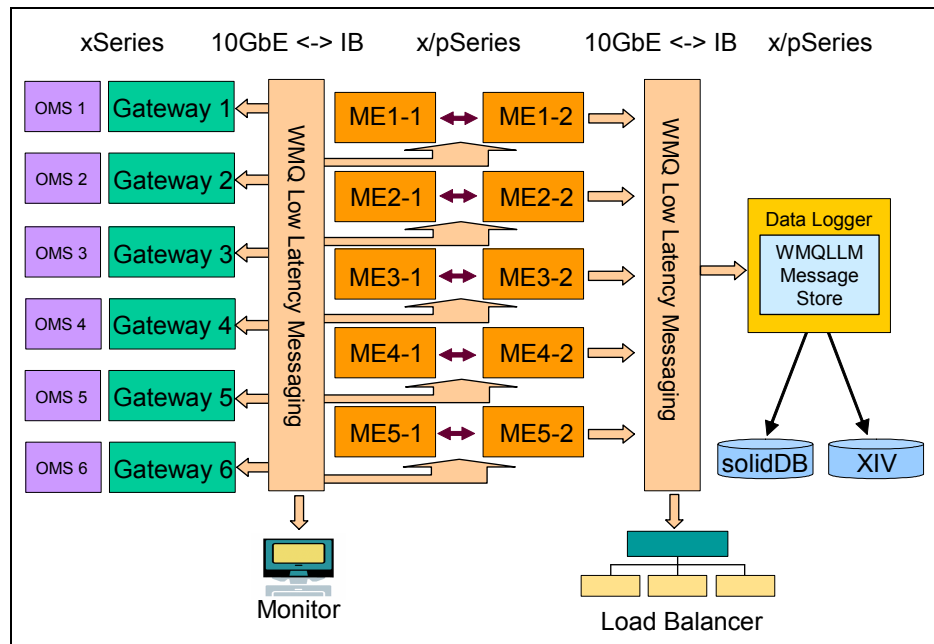 xSeries
10GbE <-> IB
x/pSeries
10GbE <-> IB
x/pSeries
OMS 1
Gateway 1
OMS 2
Gateway 2
OMS 3
Gateway 3
OMS 4
Gateway 4
OMS 5
Gateway 5
OMS 6
Gateway 6
WMQ Low Latency Messaging
ME1-1
ME1-2
ME2-1
ME2-2
ME3-1
ME3-2
ME4-1
ME4-2
ME5-1
ME5-2
WMQ Low Latency Messaging
Data Logger
WMQLLM
Message
Store
solidDB
XIV
Monitor
Load Balancer